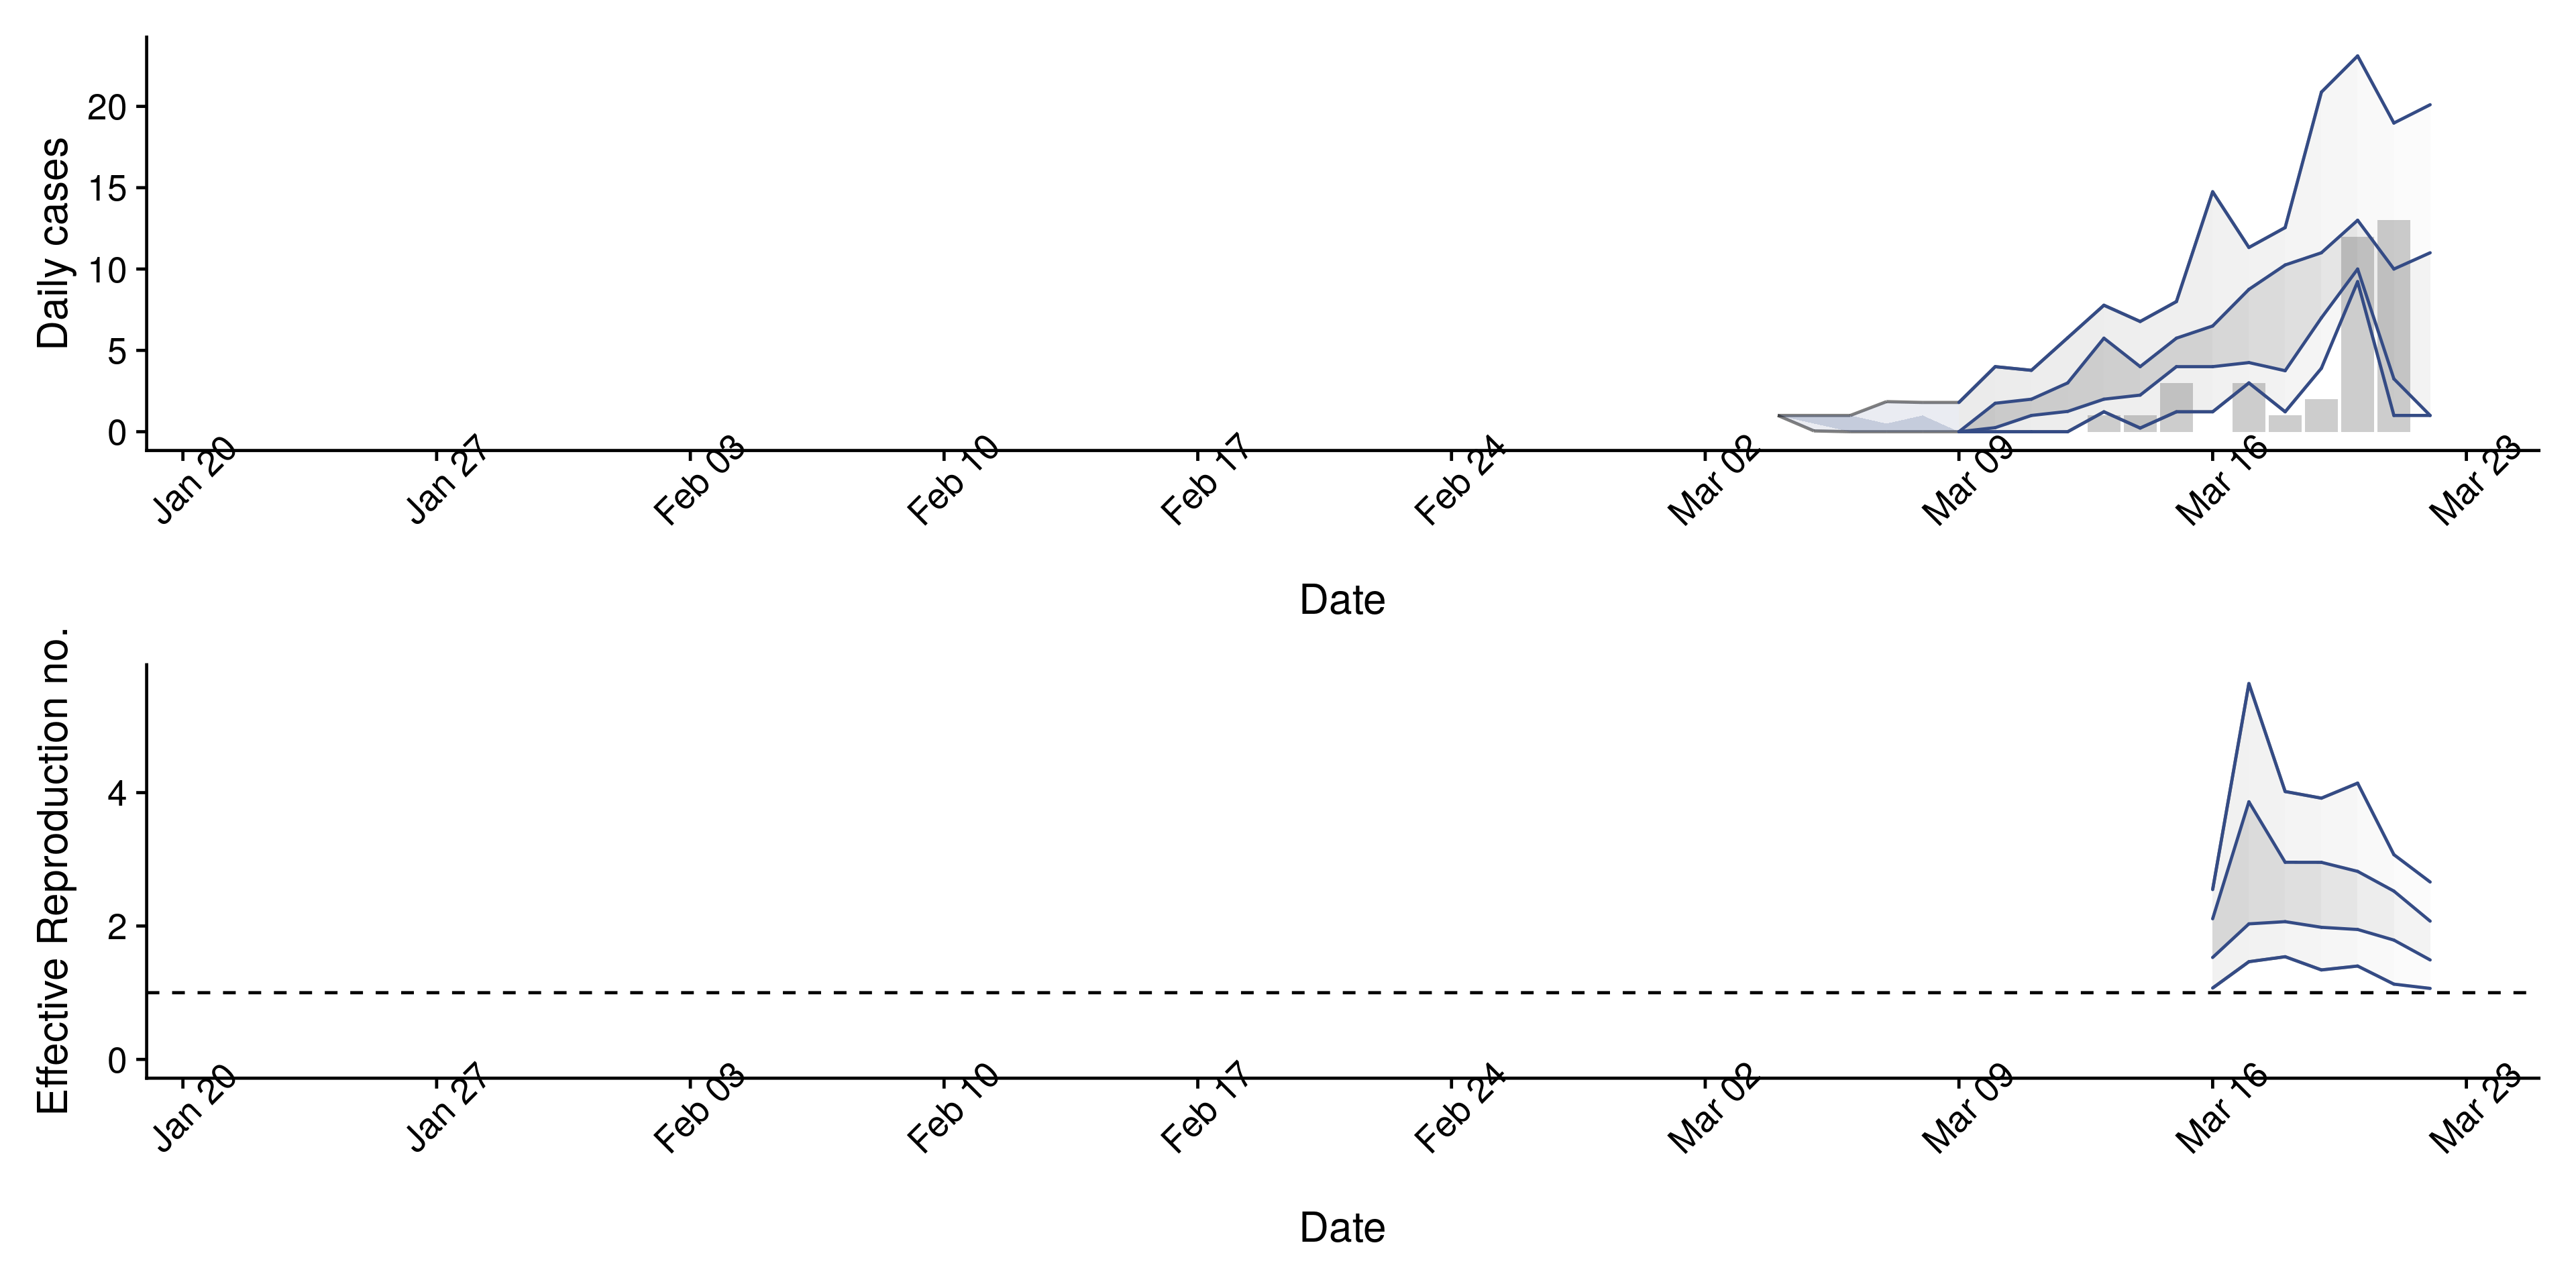 Daily cases
20
15
10
5
0
Jan 20 Jan 27 Feb 03 Feb 10 Feb 17 Feb 24 Mar 02 Mar 09 Mar 16 Mar 23
Date
Effective Reproduction no.
4
2
0
Jan 20 Jan 27 Feb 03 Feb 10 Feb 17 Feb 24 Mar 02 Mar 09 Mar 16 Mar 23
Date